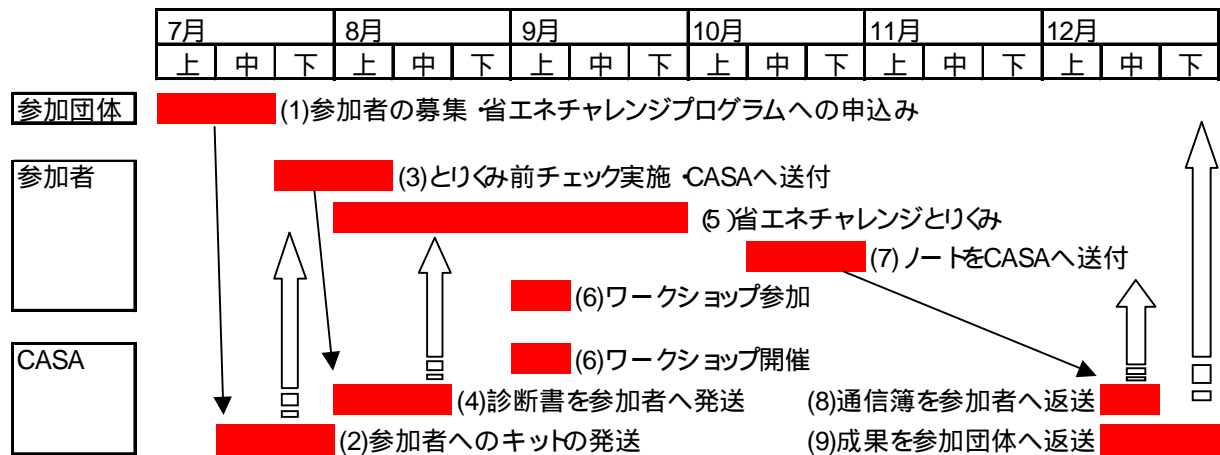 7月 8月 9月 10月 11月 12月
上 中 下 上 中 下 上 中 下 上 中 下 上 中 下 上 中 下
参加団体 (1)参加者の募集・省エネチャレンジプログラムへの申込み
参加者 (3)とりくみ前チェック実施・CASAへ送付
(5)省エネチャレンジとりくみ
(7)ノートをCASAへ送付
(6)ワークショップ参加
CASA (6)ワークショップ開催
(4)診断書を参加者へ発送 (8)通信簿を参加者へ返送
(2)参加者へのキットの発送 (9)成果を参加団体へ返送